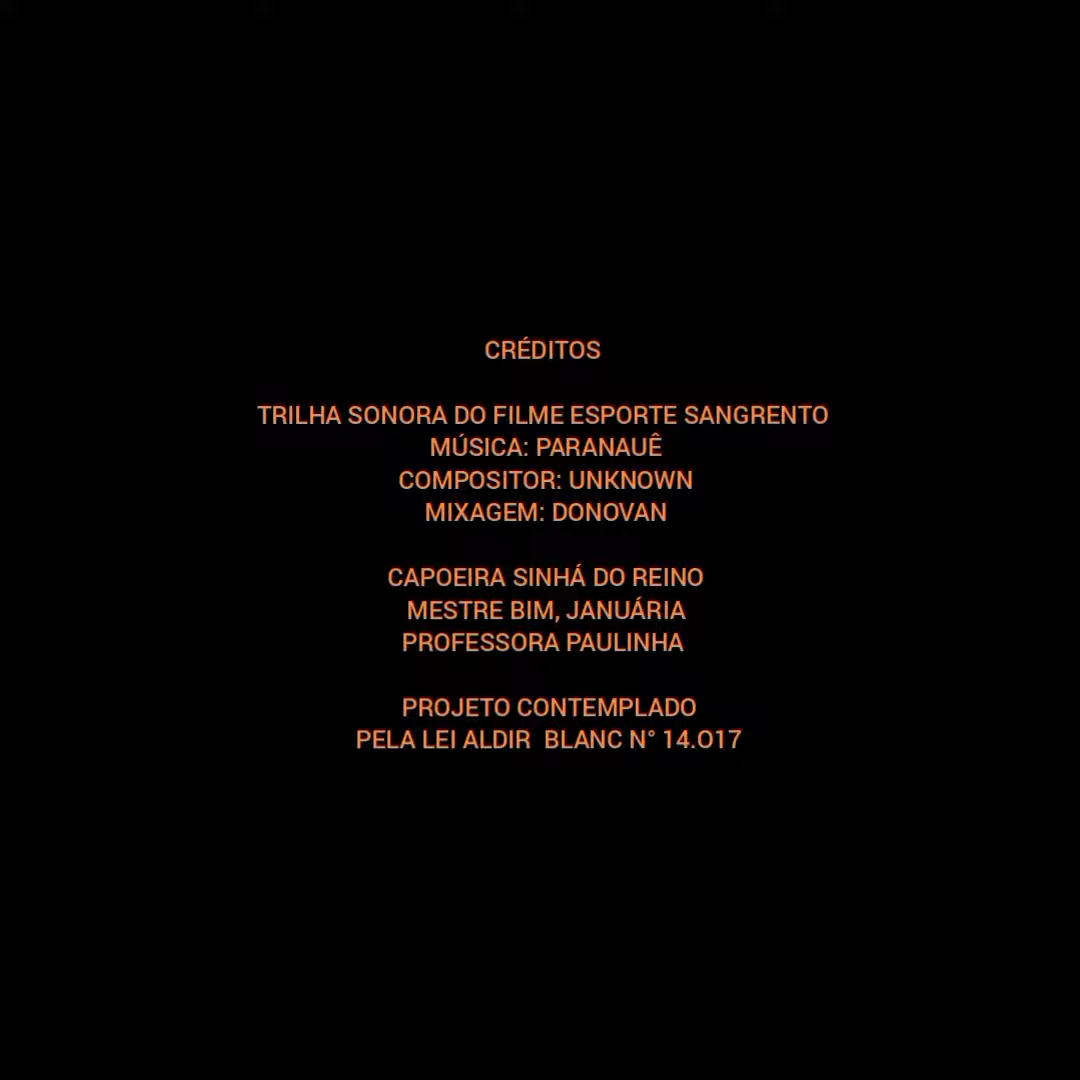 CRÉDITOS
TRILHA SONORA DO FILME ESPORTE SANGRENTO
MÚSICA: PARANAUÊ
COMPOSITOR: UNKNOWN
MIXAGEM: DONOVAN
CAPOEIRA SINHÁ DO REINO
MESTRE BIM, JANUÁRIA
PROFESSORA PAULINHA
PROJETO CONTEMPLADO
PELA LEI ALDIR  BLANC N° 14.O17